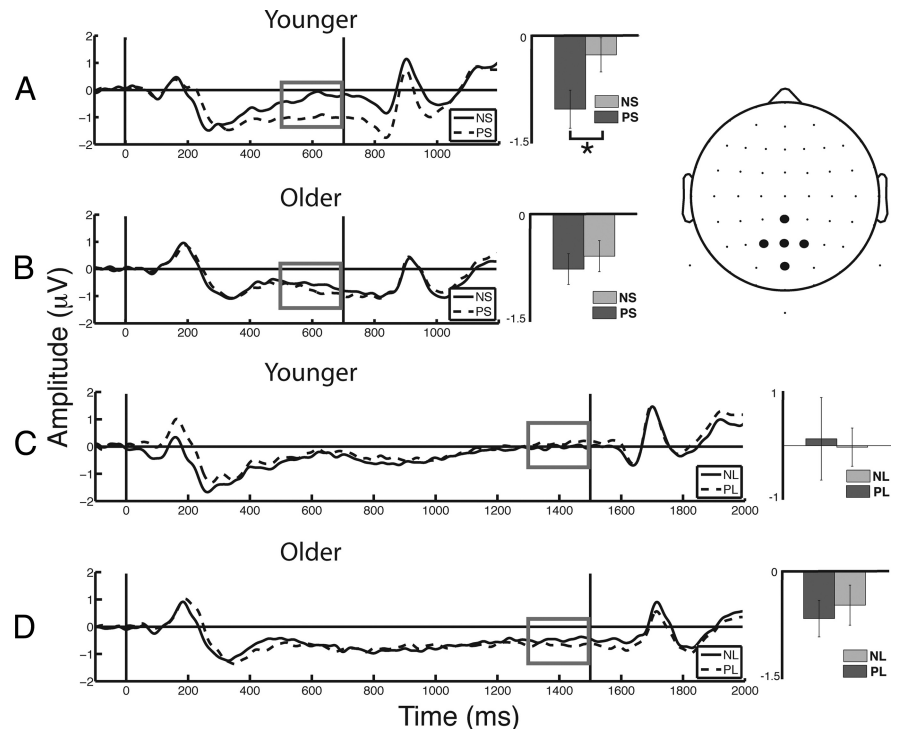 Younger
A
2
1
0
−1
−2
0
200
400
600
800
1000
NS
PS
0
-1.5
NS
PS
*
Older
B
2
1
0
−1
−2
0
200
400
600
800
1000
NS
PS
0
-1.5
NS
PS
Amplitude (μV)
Younger
C
2
1
0
−1
−2
0
200
400
600
800
1000
1200
1400
1600
1800
2000
NL
PL
1
-1
NL
PL
Older
D
2
1
0
−1
−2
0
200
400
600
800
1000
1200
1400
1600
1800
2000
NL
PL
0
-1.5
NL
PL
Time (ms)